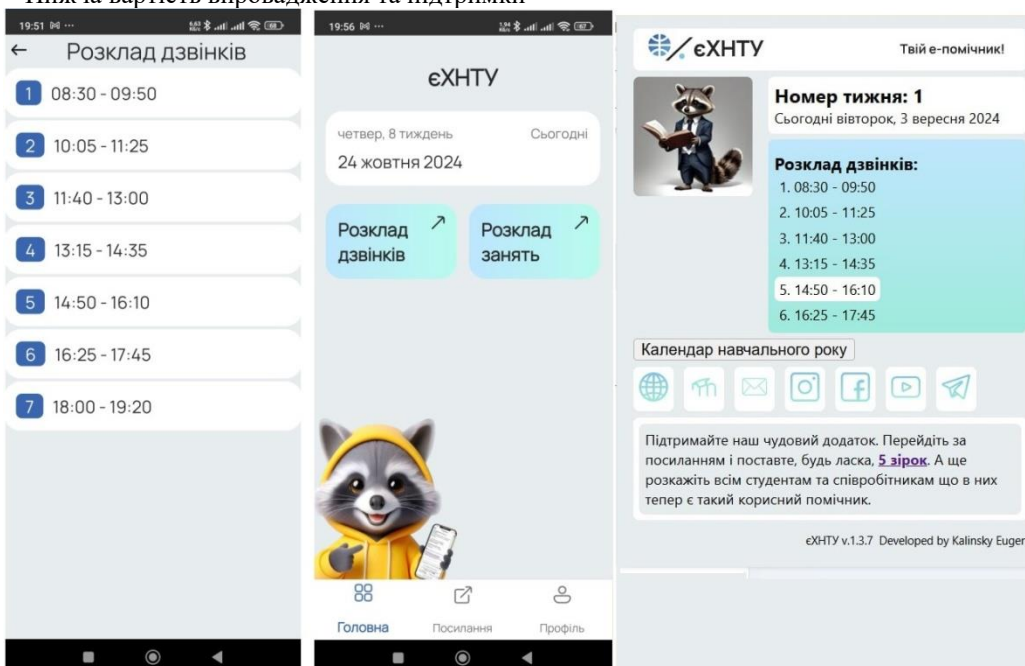 Нижча вартість впровадження та підтримки
19:51
68
←
Розклад дзвінків
1 08:30 - 09:50
2 10:05 - 11:25
3 11:40 - 13:00
4 13:15 - 14:35
5 14:50 - 16:10
6 16:25 - 17:45
7 18:00 - 19:20
19:56
67
єХНТУ
четвер, 8 тиждень
Сьогодні
24 жовтня 2024
Розклад
дзвінків
Розклад
занять
Головна
Посилання
Профіль
єХНТУ
Твій е-помічник!
Номер тижня: 1
Сьогодні вівторок, 3 вересня 2024
Розклад дзвінків:
1. 08:30 - 09:50
2. 10:05 - 11:25
3. 11:40 - 13:00
4. 13:15 - 14:35
5. 14:50 - 16:10
6. 16:25 - 17:45
Календар навчального року
Підтримайте наш чудовий додаток. Перейдіть за
посиланням і поставте, будь ласка, 5 зірок. А ще
розкажіть всім студентам та співробітникам що в них
тепер є такий корисний помічник.
єХНТУ v.1.3.7 Developed by Kalinsky Euger